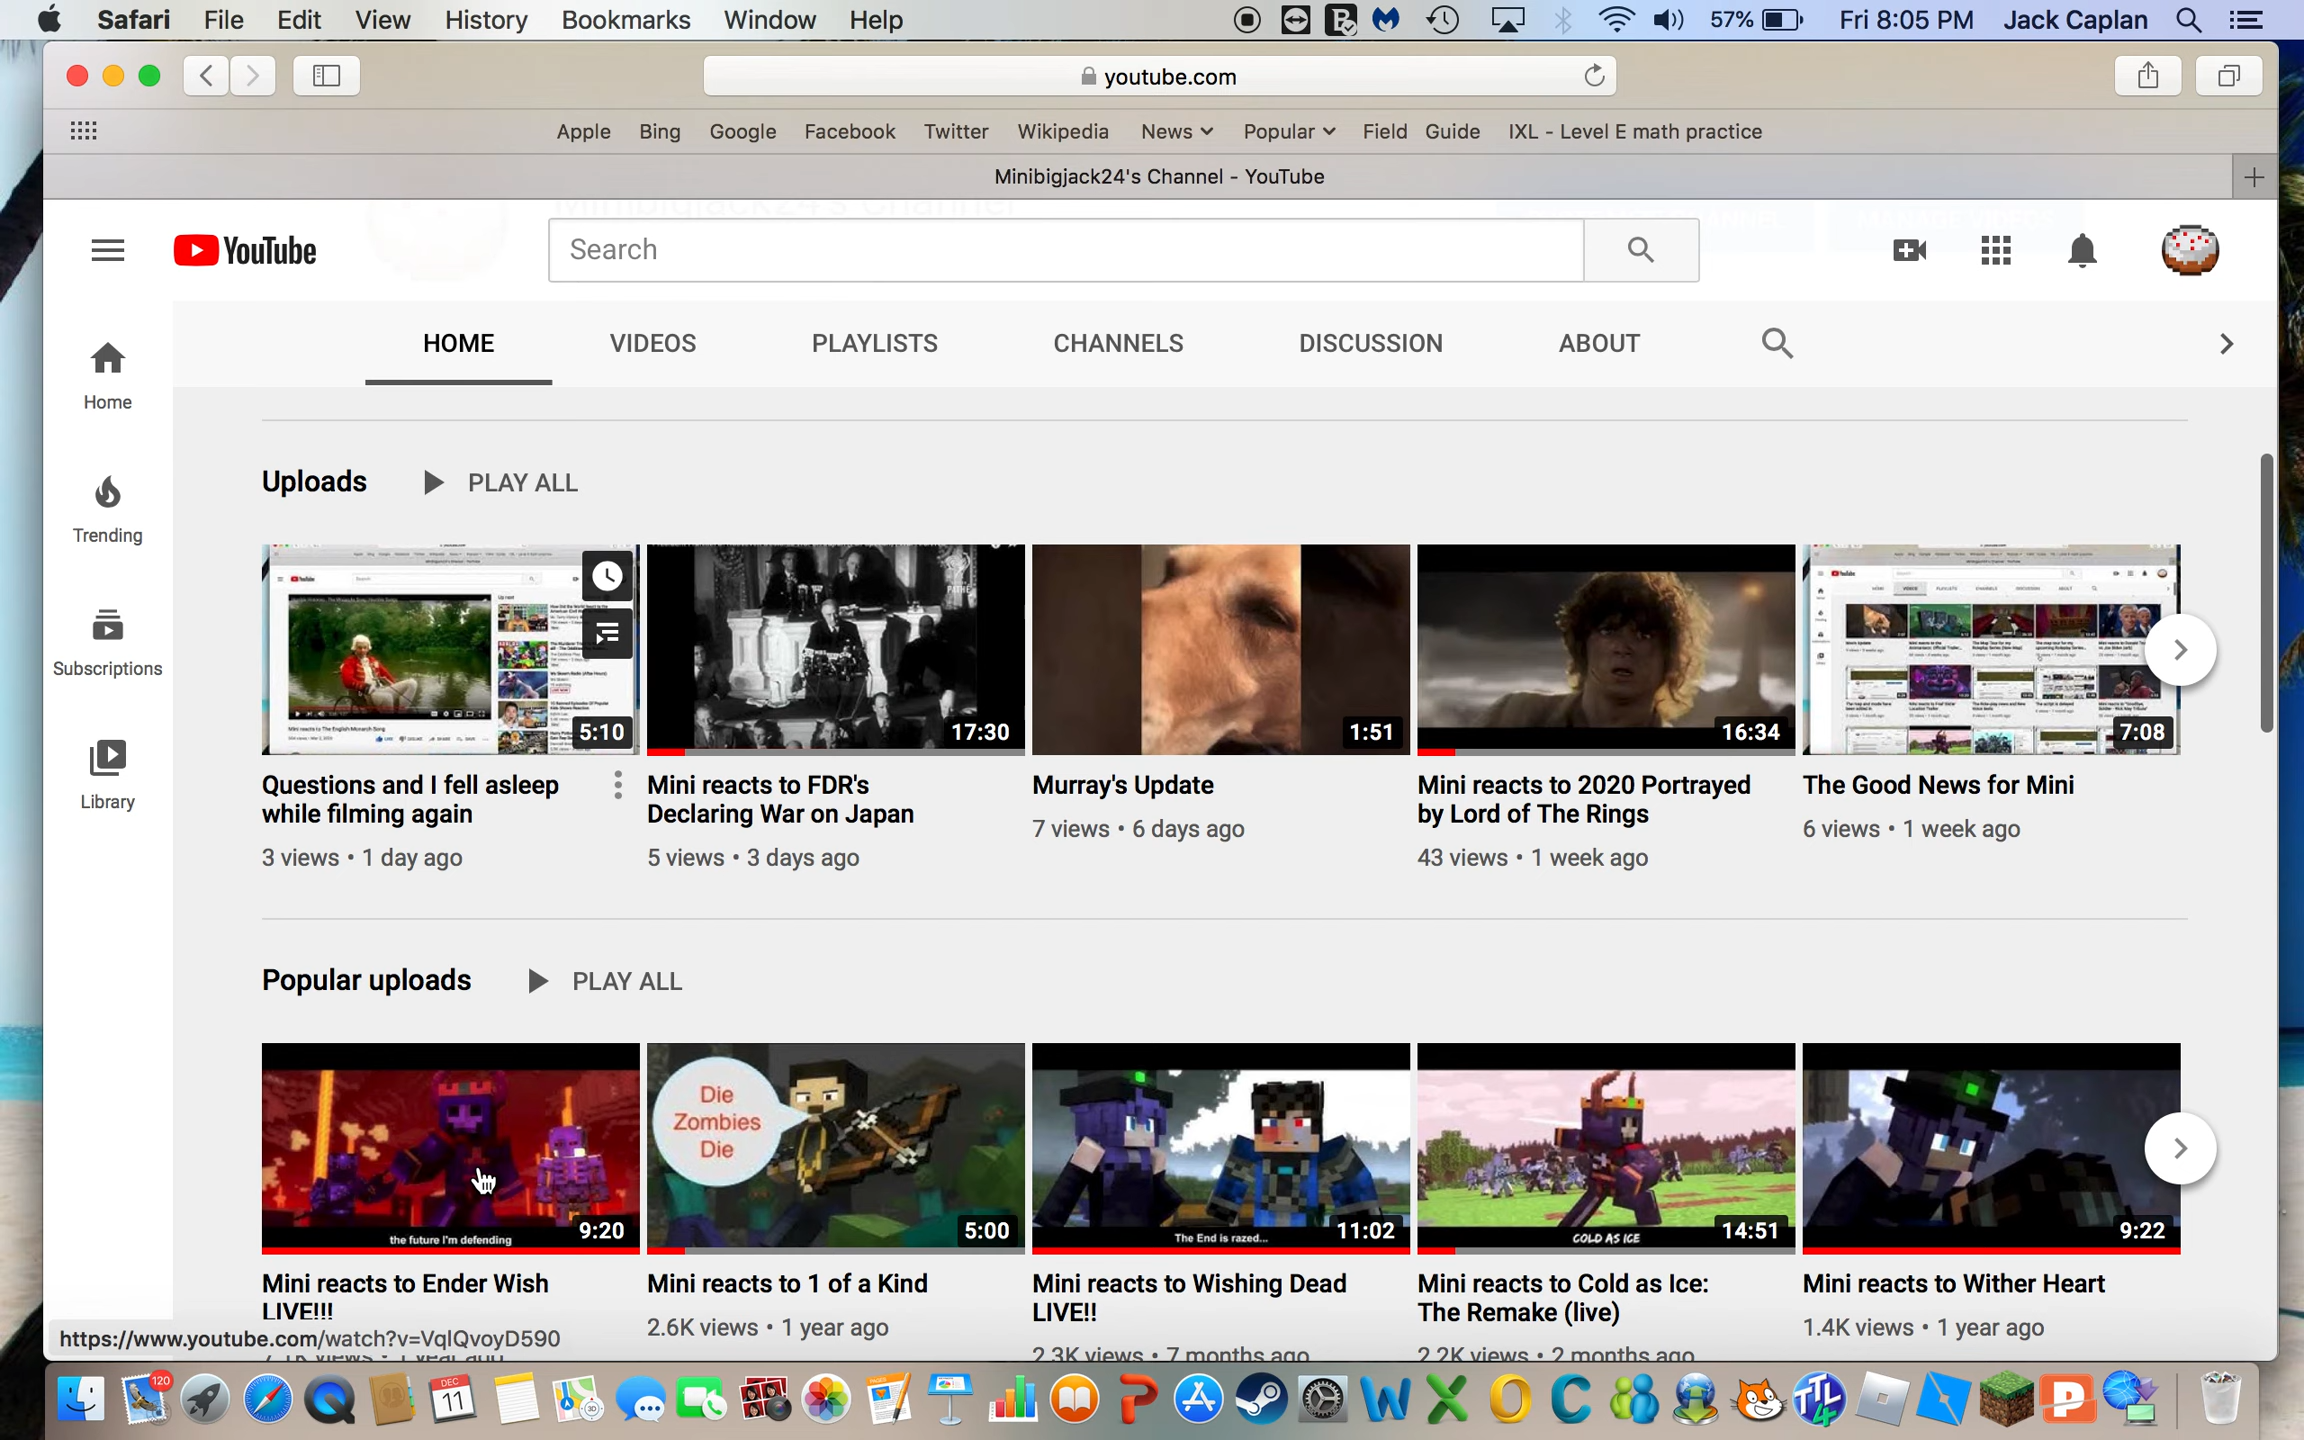 Safari File Edit View History Bookmarks Window Help 57% Fri 8:05 PM Jack Caplan
youtube.com
Apple Bing Google Facebook Twitter Wikipedia News Popular Field Guide IXL - Level E math practice
Minibigjack24's Channel - YouTube
YouTube
Search
HOME VIDEOS PLAYLISTS CHANNELS DISCUSSION ABOUT
Home
Trending
Subscriptions
Library
Uploads PLAY ALL
5:10
17:30
1:51
16:34
7:08
Questions and I fell asleep
while filming again
3 views • 1 day ago
Mini reacts to FDR's
Declaring War on Japan
5 views • 3 days ago
Murray's Update
7 views • 6 days ago
Mini reacts to 2020 Portrayed
by Lord of The Rings
43 views • 1 week ago
The Good News for Mini
6 views • 1 week ago
Popular uploads PLAY ALL
the future I'm defending
9:20
Die
Zombies
Die
5:00
The End is razed...
11:02
COLD AS ICE
14:51
9:22
Mini reacts to Ender Wish
LIVE!!!
Mini reacts to 1 of a Kind
2.6K views • 1 year ago
Mini reacts to Wishing Dead
LIVE!!
2.3K views • 7 months ago
Mini reacts to Cold as Ice:
The Remake (live)
2.2K views • 2 months ago
Mini reacts to Wither Heart
1.4K views • 1 year ago
https://www.youtube.com/watch?v=VqlQvoyD590
120
DEC
11
PAGES
TTL
4